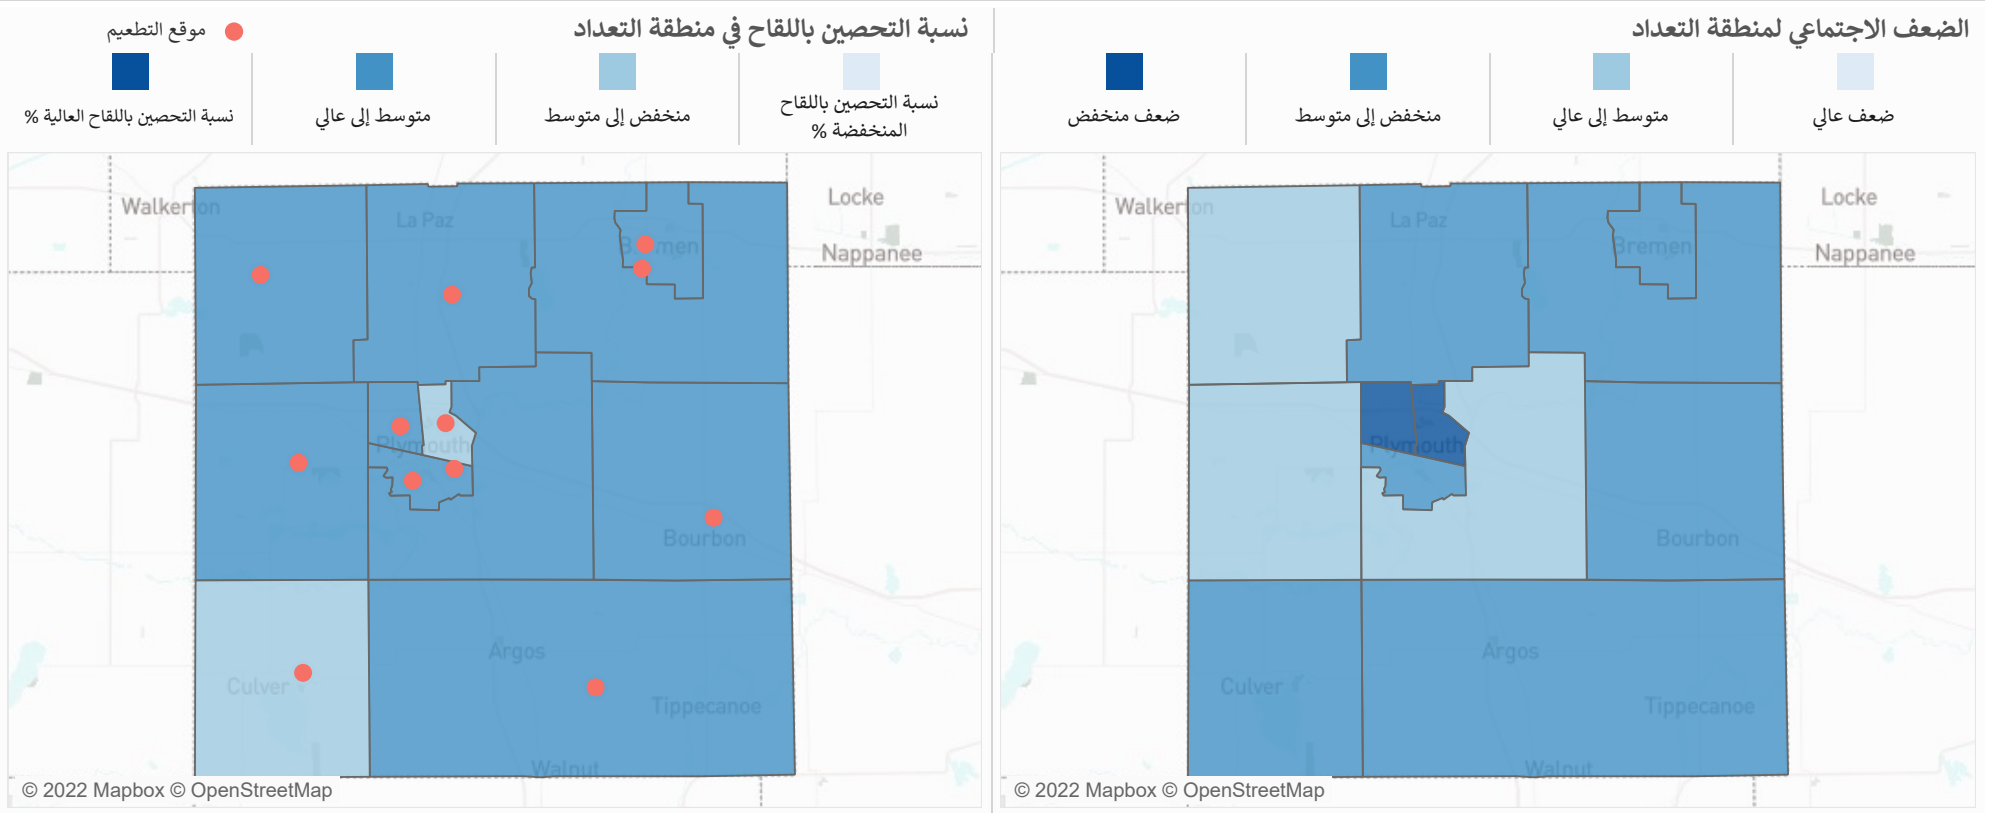 الضعف الاجتماعي لمنطقة التعداد
ضعف عالي
متوسط إلى عالي
منخفض إلى متوسط
ضعف منخفض
Walkerton
La Paz
Bremen
Locke
Nappanee
Plymouth
Bourbon
Argos
Culver
Tippecanoe
Walnut
© 2022 Mapbox © OpenStreetMap
نسبة التحصين باللقاح في منطقة التعداد
موقع التطعيم
نسبة التحصين باللقاح
المنخفضة %
منخفض إلى متوسط
متوسط إلى عالي
نسبة التحصين باللقاح العالية %
Walkerton
La Paz
Bremen
Locke
Nappanee
Plymouth
Bourbon
Argos
Culver
Tippecanoe
Walnut
© 2022 Mapbox © OpenStreetMap